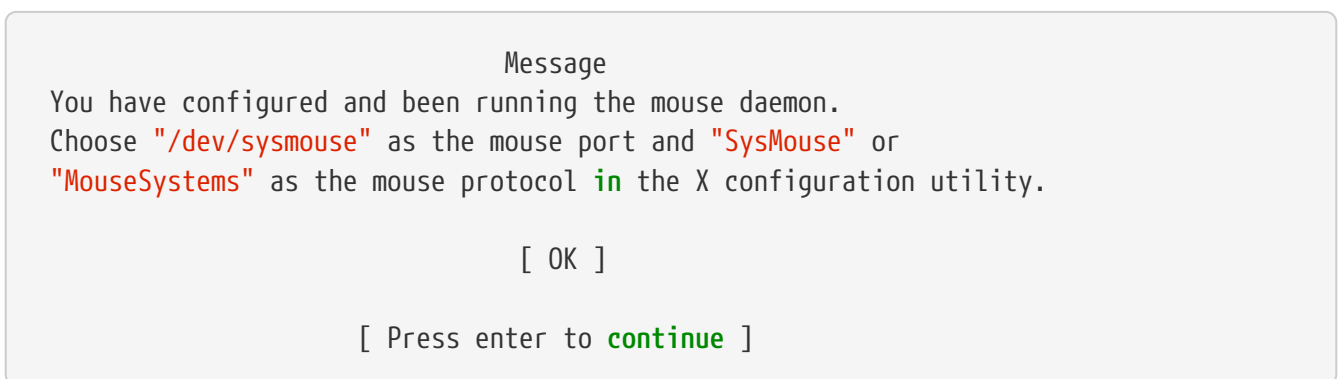 Message
You have configured and been running the mouse daemon.
Choose "/dev/sysmouse" as the mouse port and "SysMouse" or
"MouseSystems" as the mouse protocol in the X configuration utility.
[ OK ]
[ Press enter to continue ]